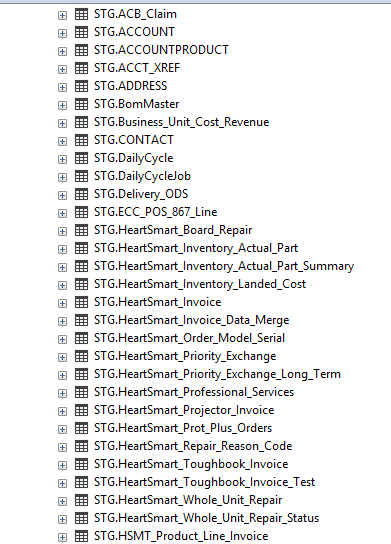 STG.ACB_Claim
STG.ACCOUNT
STG.ACCOUNTPRODUCT
STG.ACCT_XREF
STG.ADDRESS
STG.BomMaster
STG.Business_Unit_Cost_Revenue
STG.CONTACT
STG.DailyCycle
STG.DailyCycleJob
STG.Delivery_ODS
STG.ECC_POS_867_Line
STG.HeartSmart_Board_Repair
STG.HeartSmart_Inventory_Actual_Part
STG.HeartSmart_Inventory_Actual_Part_Summary
STG.HeartSmart_Inventory_Landed_Cost
STG.HeartSmart_Invoice
STG.HeartSmart_Invoice_Data_Merge
STG.HeartSmart_Order_Model_Serial
STG.HeartSmart_Priority_Exchange
STG.HeartSmart_Priority_Exchange_Long_Term
STG.HeartSmart_Professional_Services
STG.HeartSmart_Projector_Invoice
STG.HeartSmart_Prot_Plus_Orders
STG.HeartSmart_Repair_Reason_Code
STG.HeartSmart_Toughbook_Invoice
STG.HeartSmart_Toughbook_Invoice_Test
STG.HeartSmart_Whole_Unit_Repair
STG.HeartSmart_Whole_Unit_Repair_Status
STG.HSMT_Product_Line_Invoice